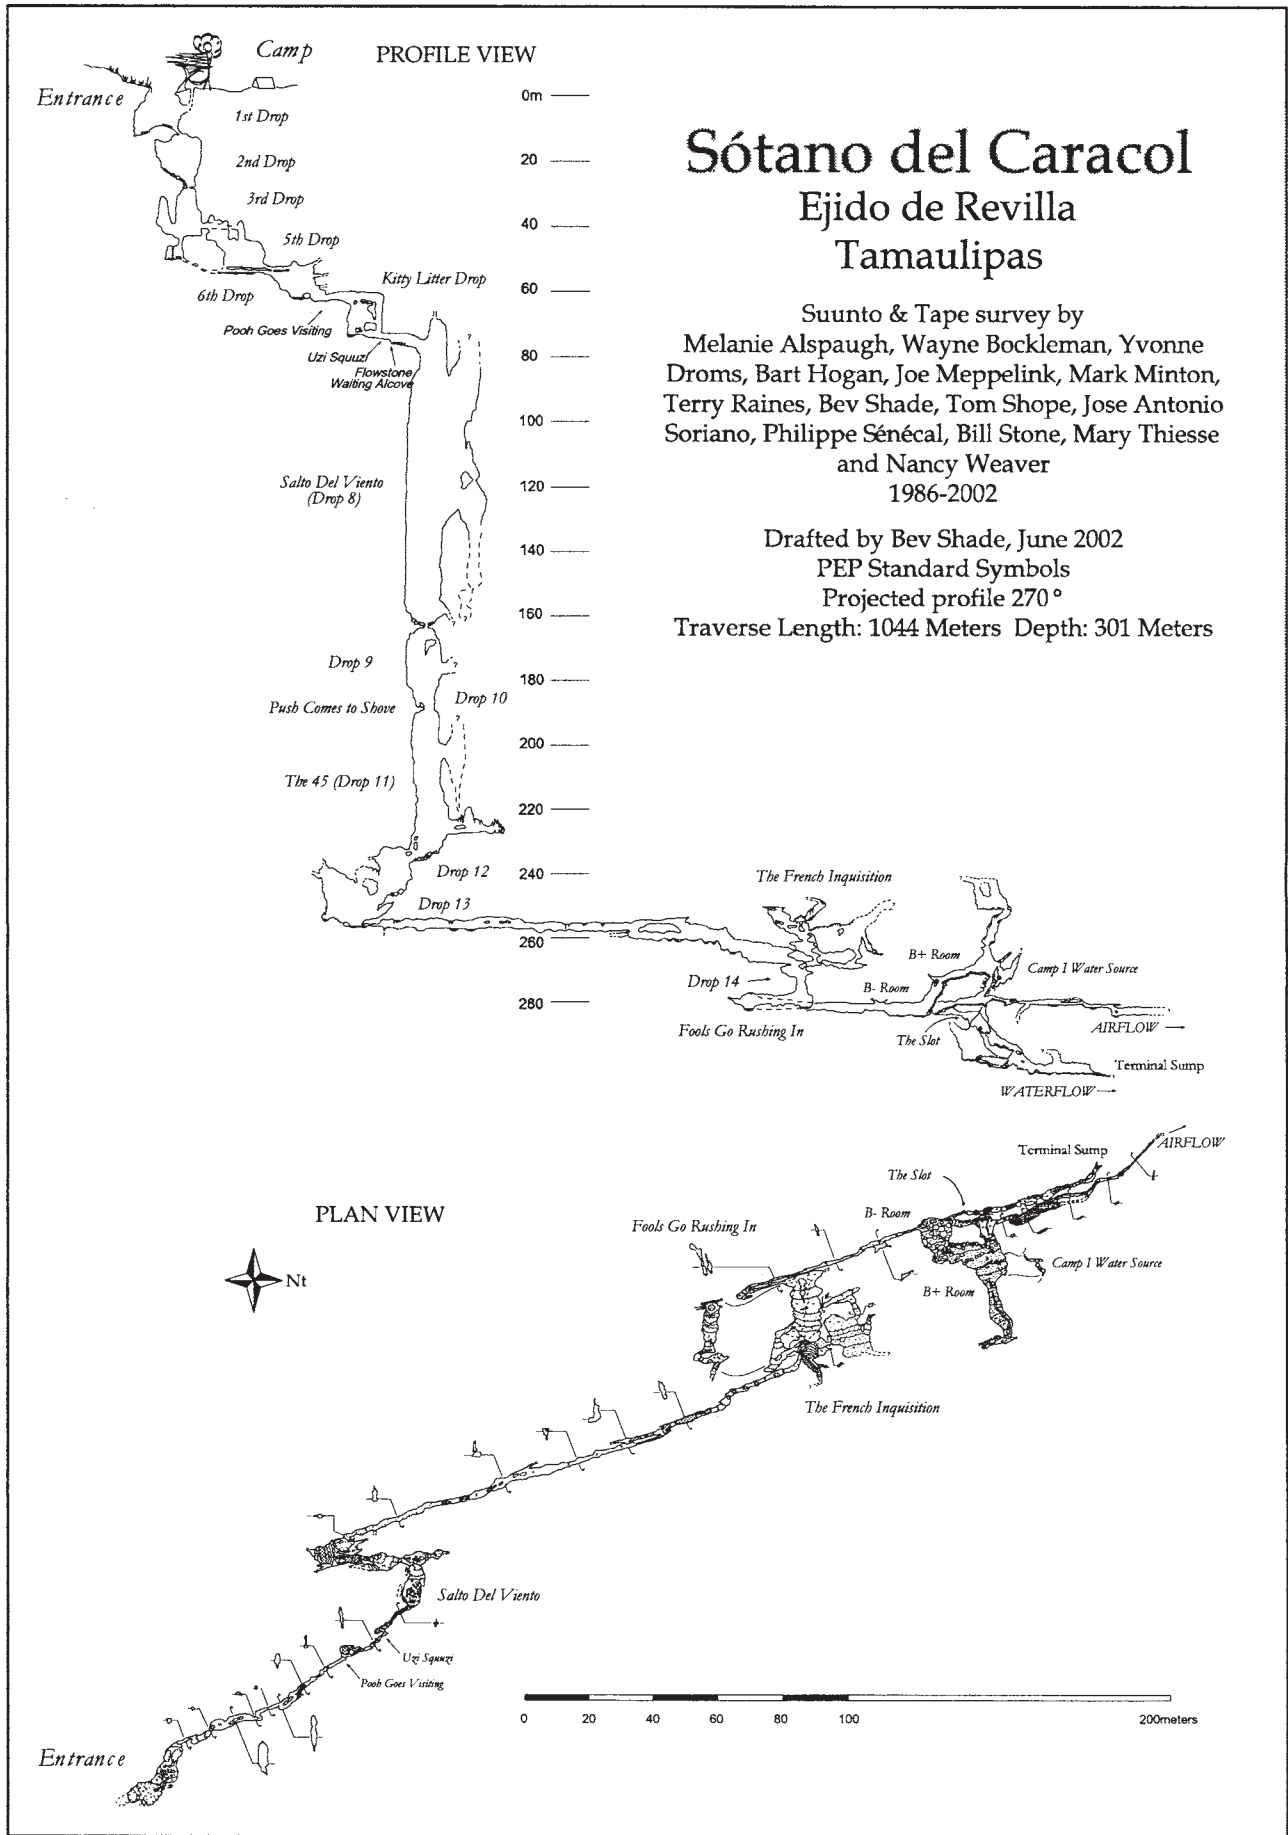 Camp
PROFILE VIEW
Entrance
0m
1st Drop
Sótano del Caracol
Ejido de Revilla
Tamaulipas
2nd Drop
20
3rd Drop
40
5th Drop
Kitty Litter Drop
60
6th Drop
Pooh Goes Visiting
Uzi Squuzi
Flowstone
Waiting Alcove
80
Suunto & Tape survey by
Melanie Alspaugh, Wayne Bockleman, Yvonne
Droms, Bart Hogan, Joe Meppelink, Mark Minton,
Terry Raines, Bev Shade, Tom Shope, Jose Antonio
Soriano, Philippe Sénécal, Bill Stone, Mary Thiesse
and Nancy Weaver
1986-2002
Drafted by Bev Shade, June 2002
PEP Standard Symbols
Projected profile 270°
Traverse Length: 1044 Meters Depth: 301 Meters
100
Salto Del Viento
(Drop 8)
120
140
160
Drop 9
180
Drop 10
Push Comes to Shove
200
The 45 (Drop 11)
220
Drop 12
240
Drop 13
260
280
The French Inquisition
B+ Room
Camp I Water Source
Drop 14
B- Room
Fools Go Rushing In
The Slot
AIRFLOW
Terminal Sump
WATERFLOW
AIRFLOW
Terminal Sump
The Slot
PLAN VIEW
B- Room
Fools Go Rushing In
Nt
Camp I Water Source
B+ Room
The French Inquisition
Salto Del Viento
Uzi Squuzi
Pooh Goes Visiting
Entrance
0 20 40 60 80 100 200meters